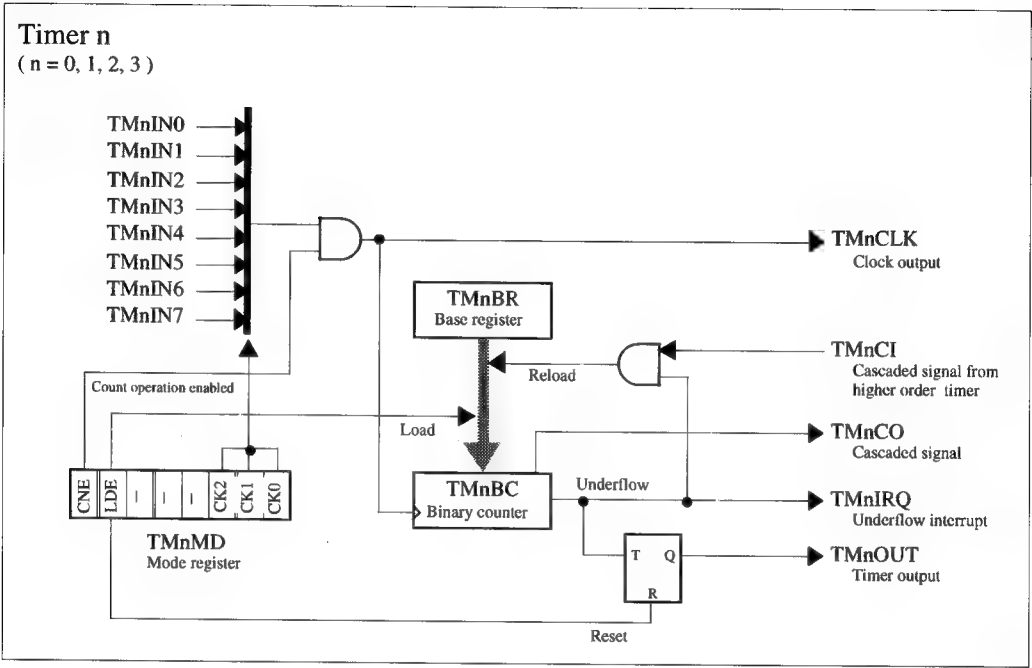 Timer n
( n = 0, 1, 2, 3 )
TMnIN0
TMnIN1
TMnIN2
TMnIN3
TMnIN4
TMnIN5
TMnIN6
TMnIN7
TMnCLK
Clock output
TMnBR
Base register
TMnCI
Cascaded signal from
higher order timer
Reload
Count operation enabled
Load
TMnCO
Cascaded signal
CNE
LDE
–
–
–
CK2
CK1
CK0
TMnBC
Binary counter
Underflow
TMnIRQ
Underflow interrupt
TMnMD
Mode register
T Q
R
TMnOUT
Timer output
Reset